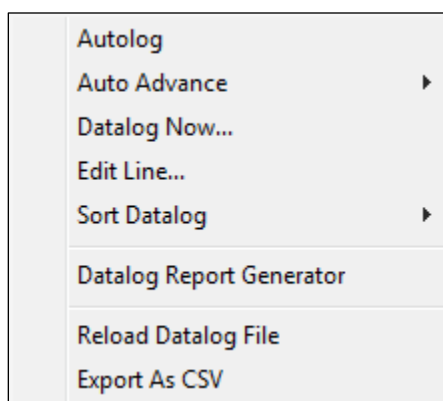 Autolog
Auto Advance
Datalog Now...
Edit Line...
Sort Datalog
Datalog Report Generator
Reload Datalog File
Export As CSV